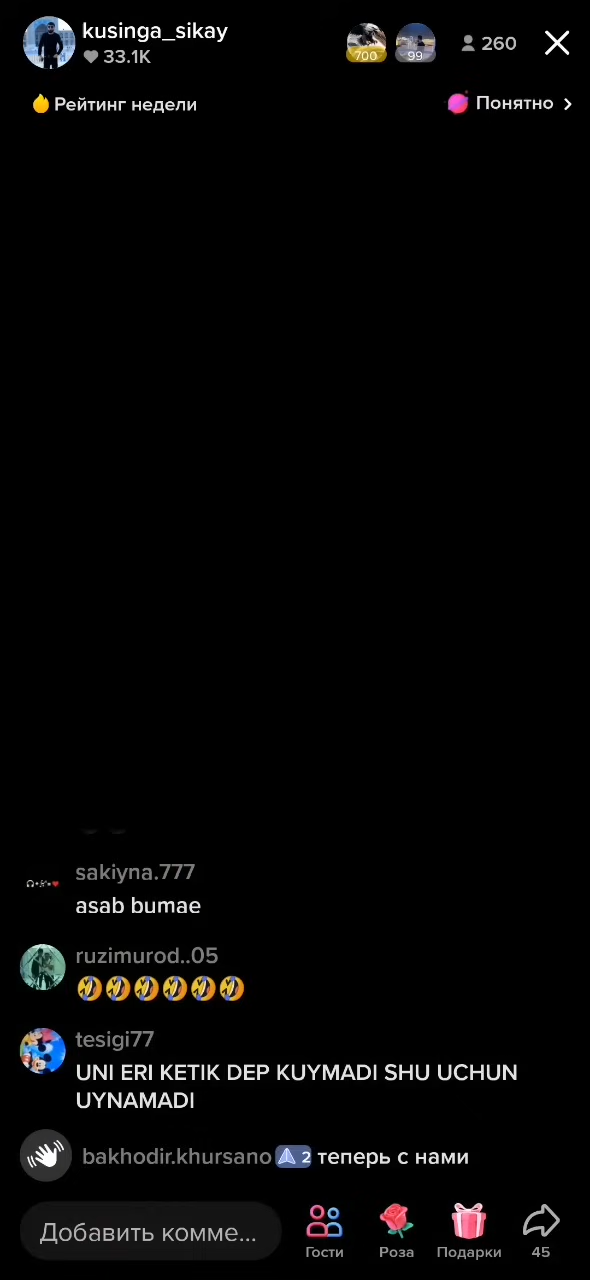 kusinga_sikay
33.1K
700
99
260
Рейтинг недели
Понятно
sakiyna.777
asab bumae
ruzimurod..05
tesigi77
UNI ERI KETIK DEP KUYMADI SHU UCHUN
UYNAMADI
bakhodir.khursano 2 теперь с нами
Добавить комме...
Гости
Роза
Подарки
45